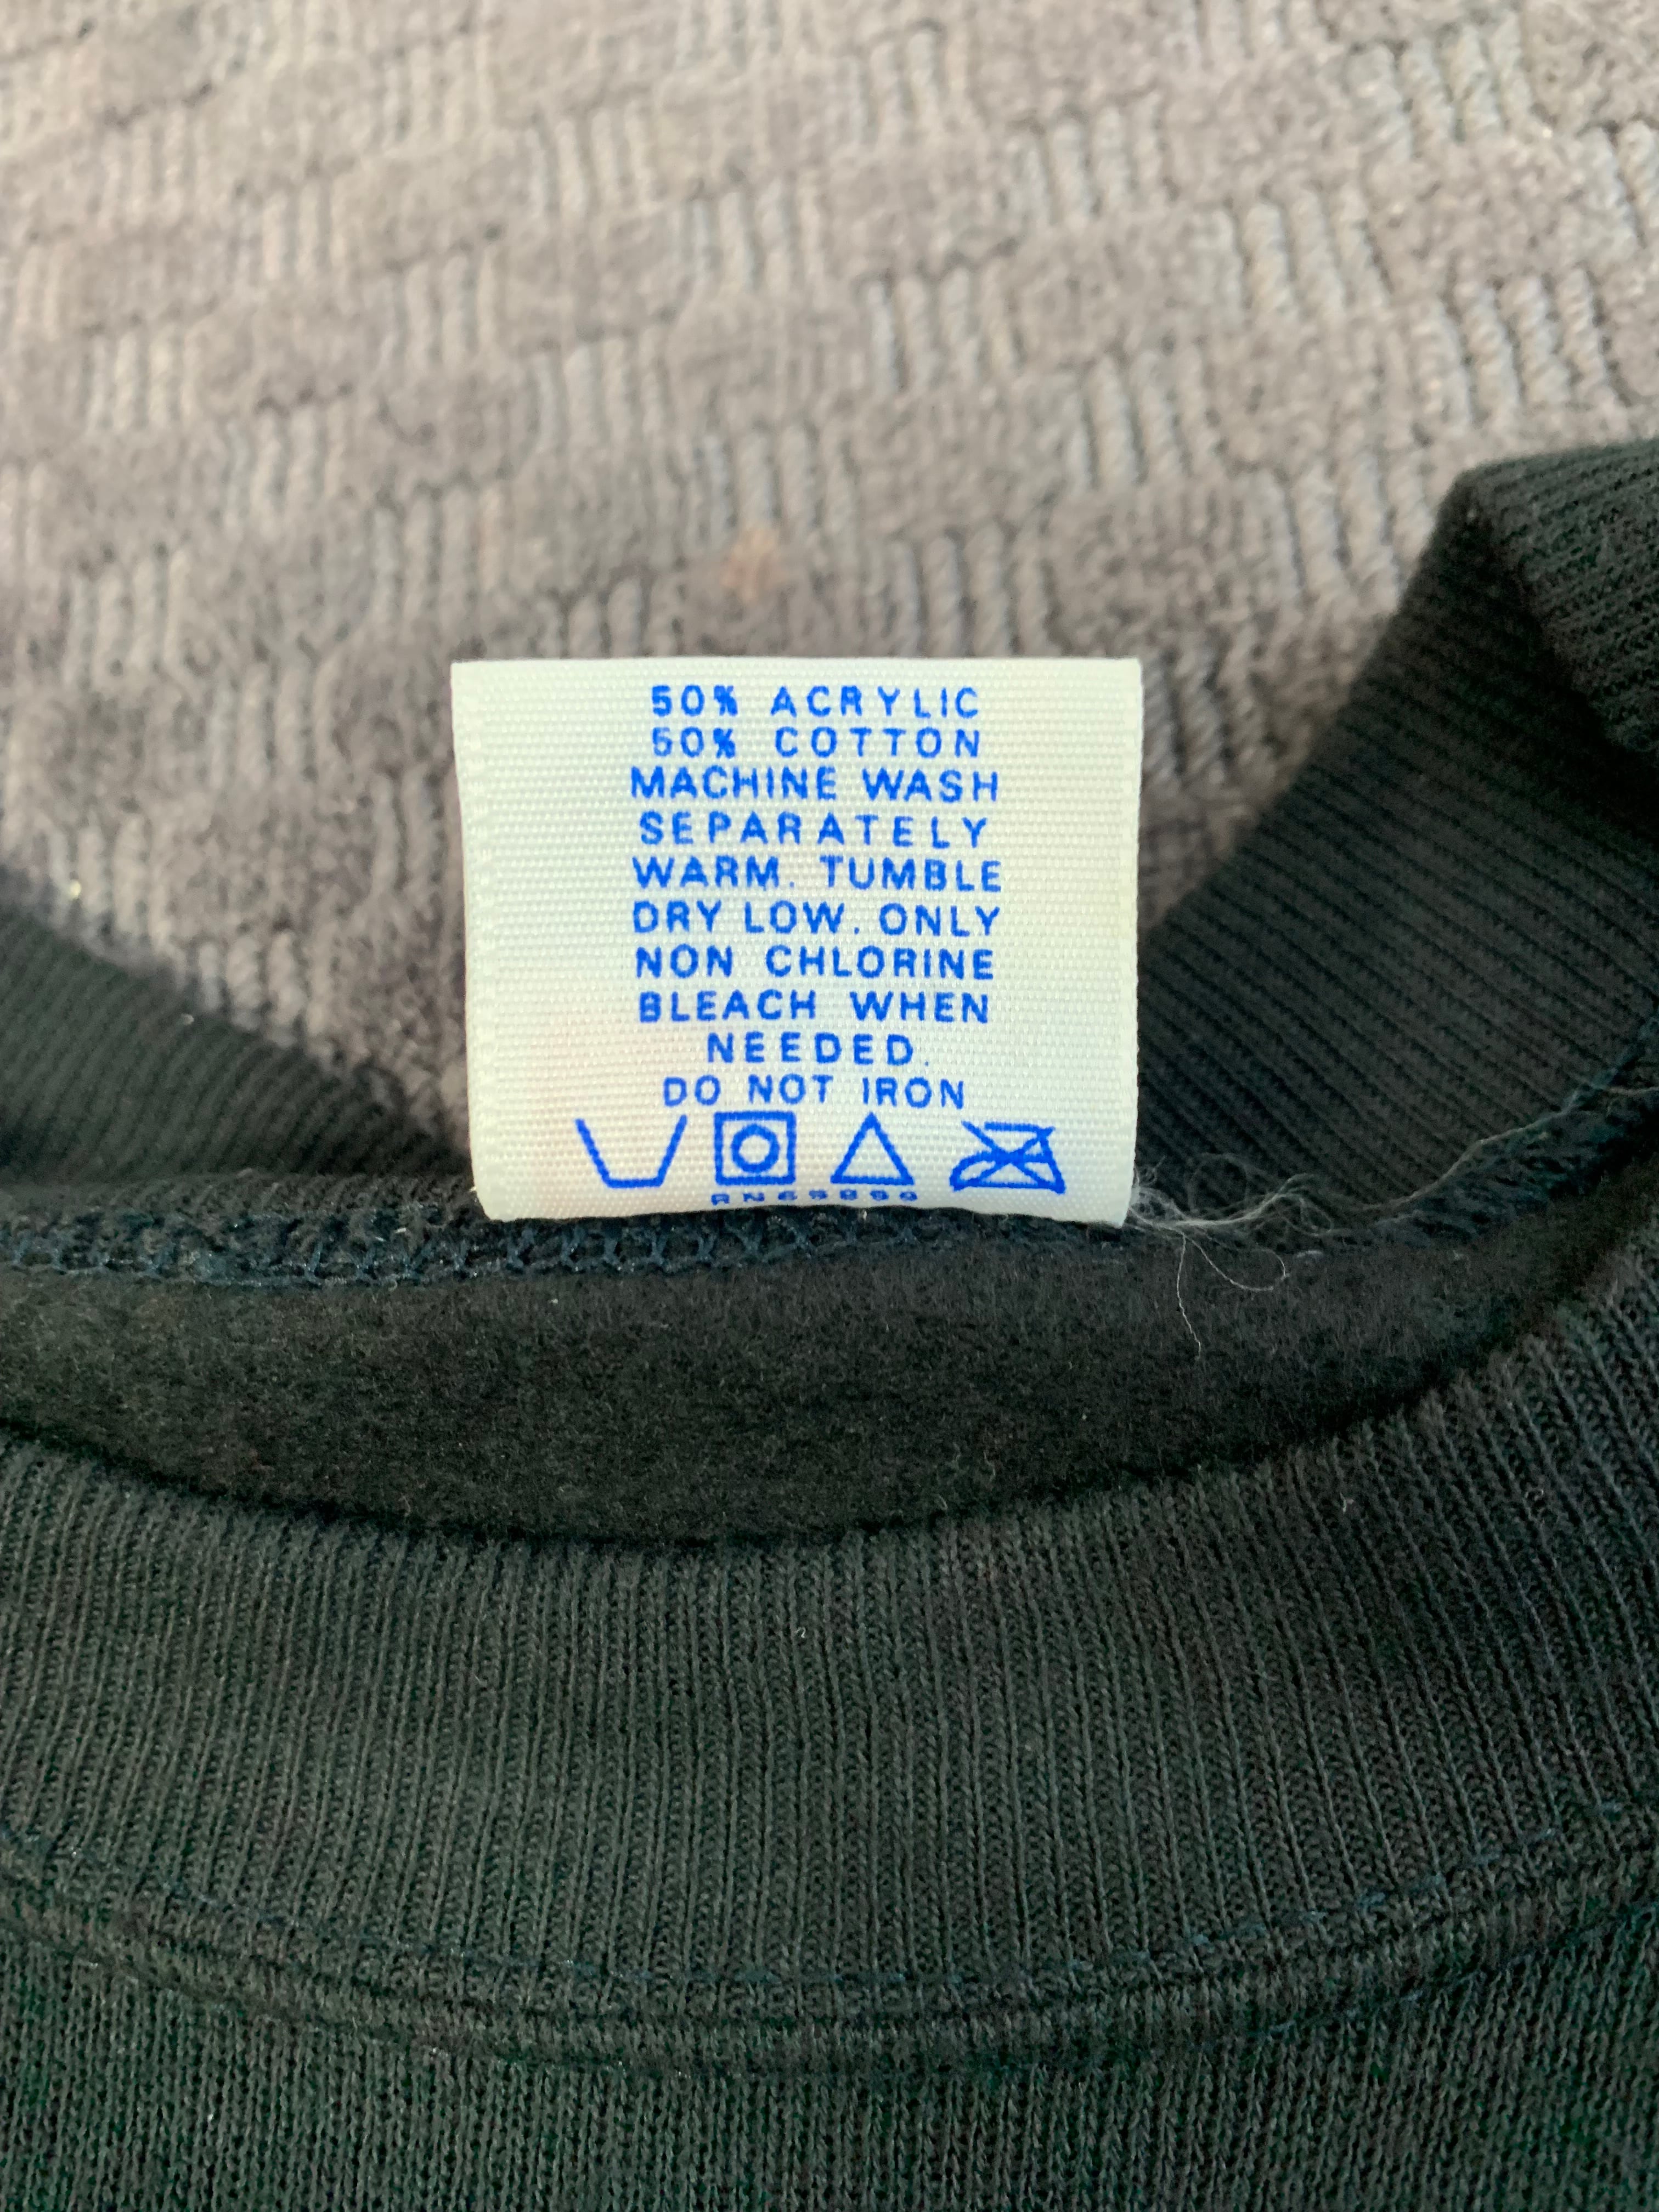 50% ACRYLIC
50% COTTON
MACHINE WASH
SEPARATELY
WARM. TUMBLE
DRY LOW. ONLY
NON CHLORINE
BLEACH WHEN
NEEDED.
DO NOT IRON